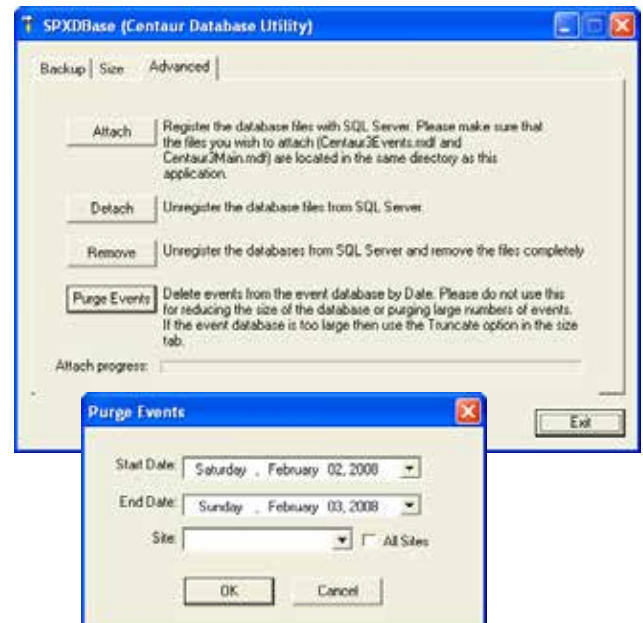 SPXDBase (Centaur Database Utility)
Backup Size Advanced
Attach
Register the database files with SQL Server. Please make sure that
the files you wish to attach (Centaur3Events.mdf and
Centaur3Main.mdf) are located in the same directory as this
application.
Detach
Unregister the database files from SQL Server.
Remove
Unregister the databases from SQL Server and remove the files completely
Purge Events
Delete events from the event database by Date. Please do not use this
for reducing the size of the database or purging large numbers of events.
If the event database is too large then use the Truncate option in the size
tab.
Attach progress:
Exit
Purge Events
Start Date: Saturday , February 02, 2008
End Date: Sunday , February 03, 2008
Site: All Sites
OK Cancel